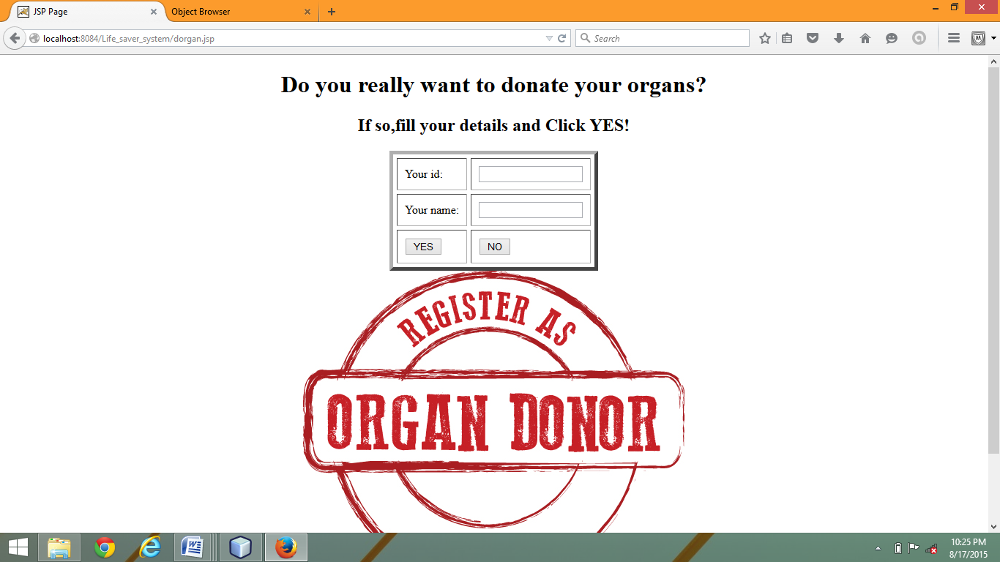 JSP Page
Object Browser
localhost:8084/Life_saver_system/dorgan.jsp
Search
Do you really want to donate your organs?
If so,fill your details and Click YES!
Your id:
Your name:
YES NO
REGISTER AS
ORGAN DONOR
10:25 PM
8/17/2015